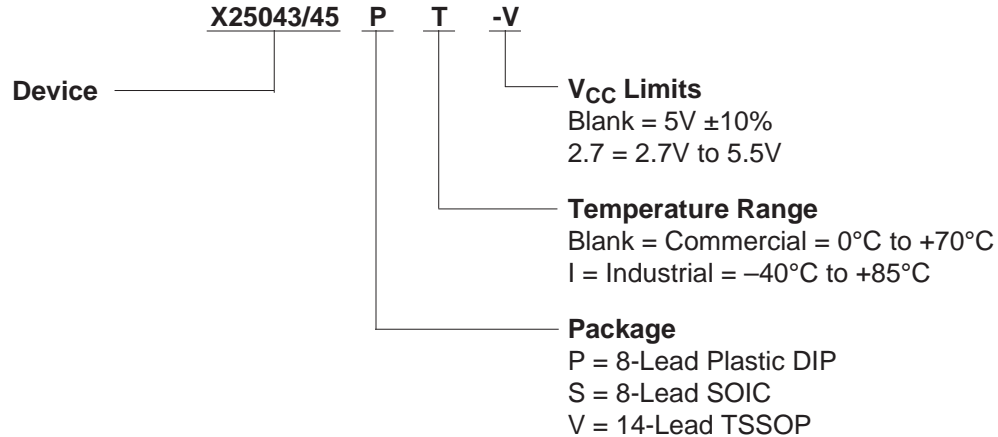 X25043/45 P T -V
Device
VCC Limits
Blank = 5V ±10%
2.7 = 2.7V to 5.5V
Temperature Range
Blank = Commercial = 0°C to +70°C
I = Industrial = –40°C to +85°C
Package
P = 8-Lead Plastic DIP
S = 8-Lead SOIC
V = 14-Lead TSSOP